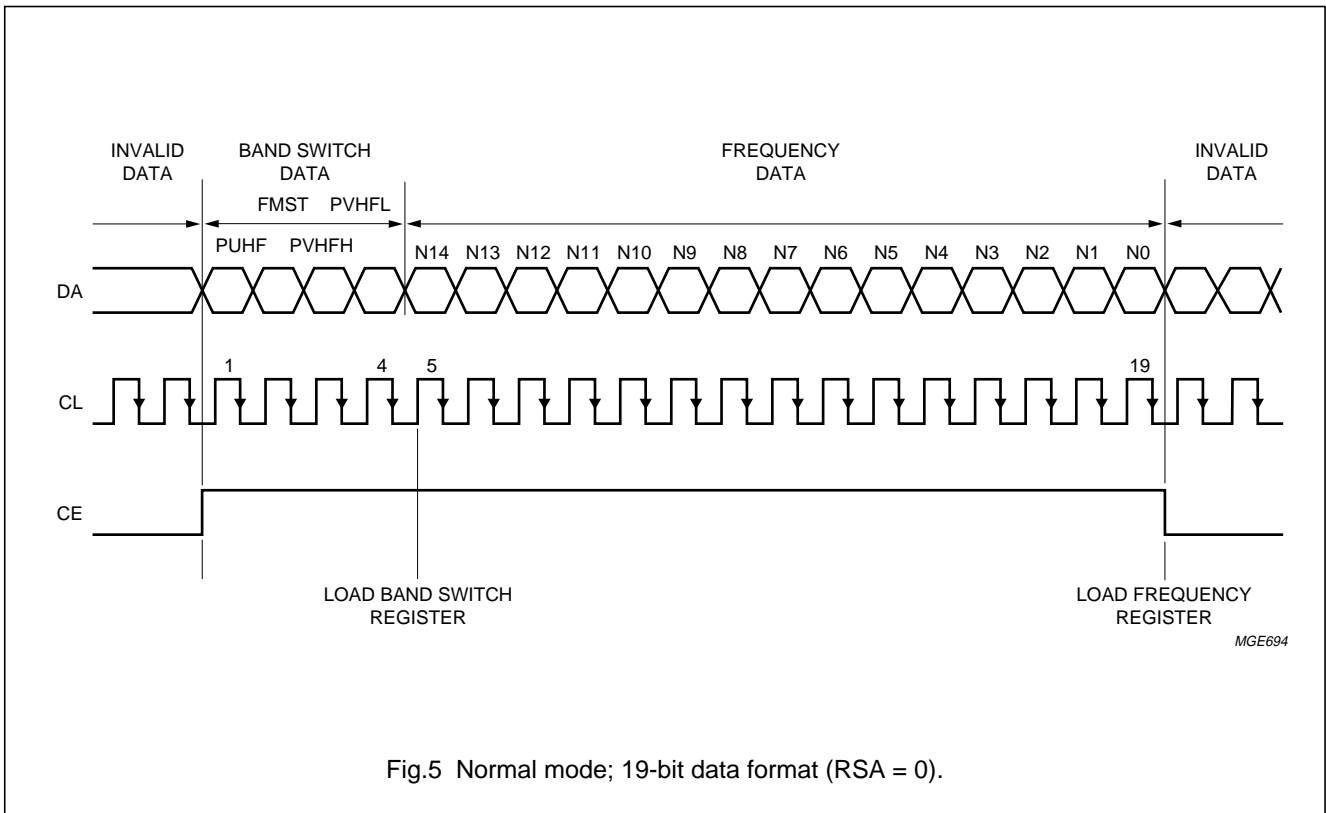 INVALID
DATA
BAND SWITCH
DATA
FREQUENCY
DATA
INVALID
DATA
FMST PVHFL
PUHF PVHFH
N14 N13 N12 N11 N10 N9 N8 N7 N6 N5 N4 N3 N2 N1 N0
DA
1 4 5 19
CL
CE
LOAD BAND SWITCH
REGISTER
LOAD FREQUENCY
REGISTER
MGE694
Fig.5 Normal mode; 19-bit data format (RSA = 0).